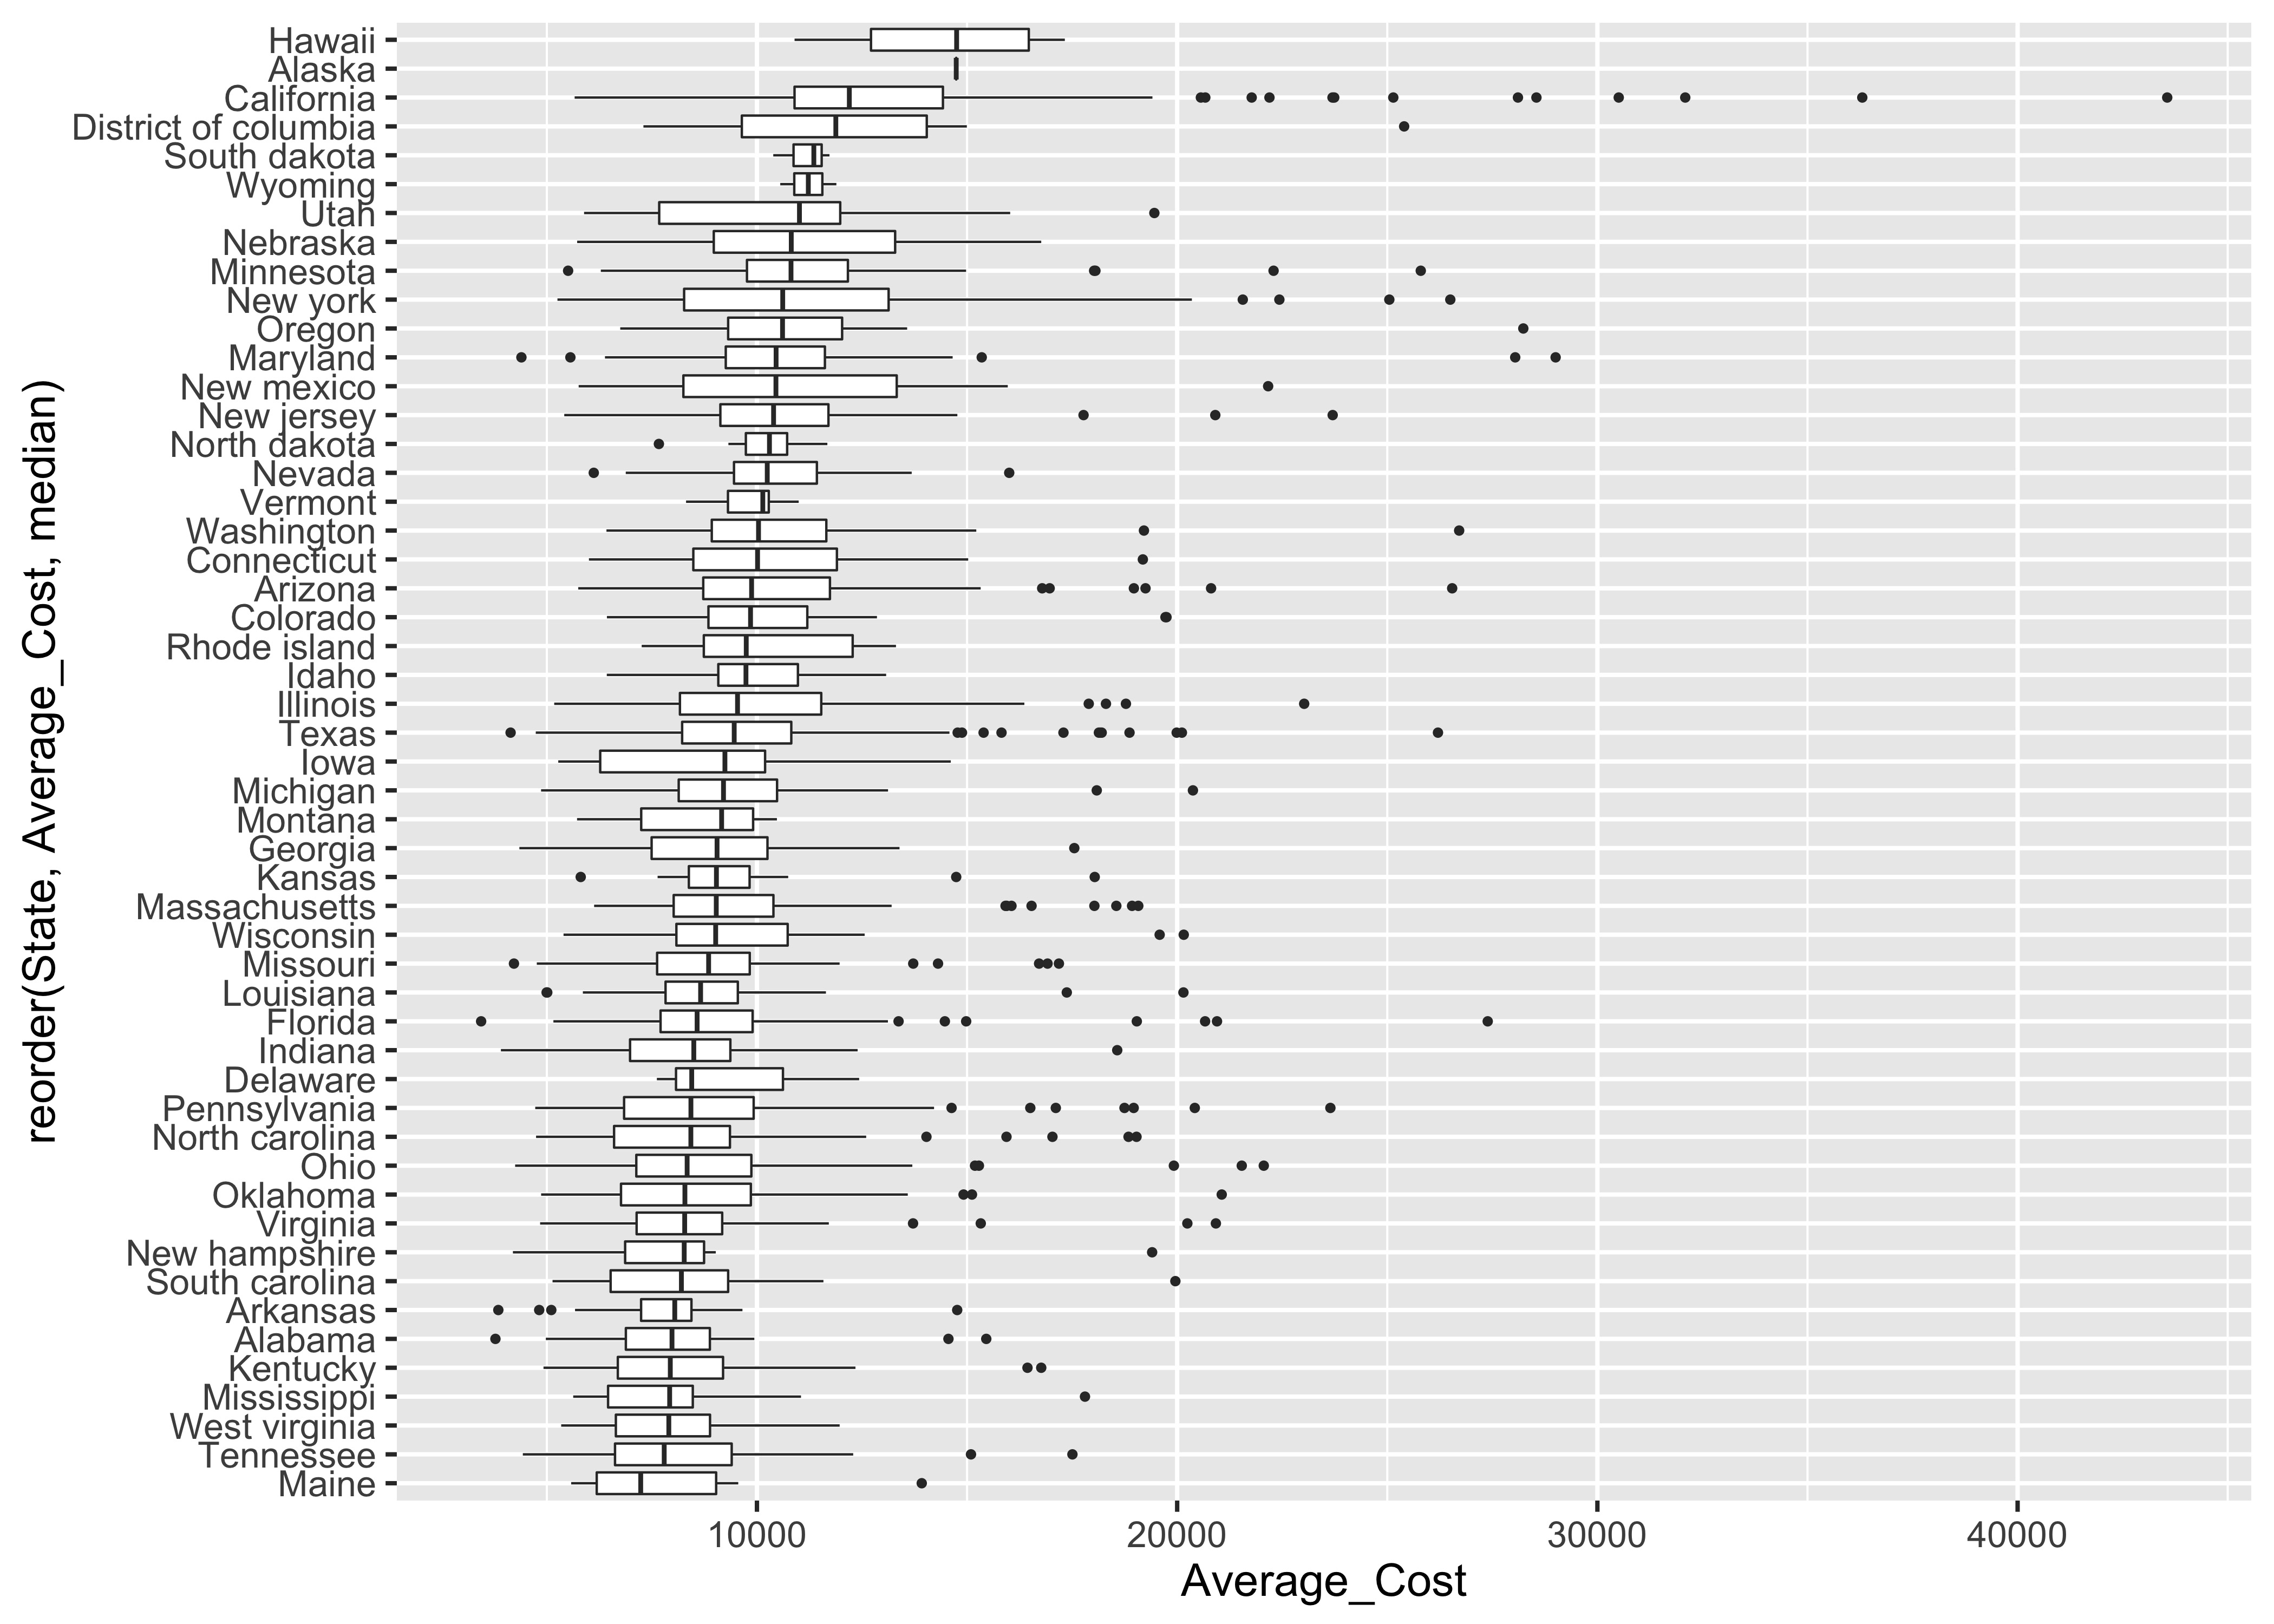 reorder(State, Average_Cost, median)
Hawaii
Alaska
California
District of columbia
South dakota
Wyoming
Utah
Nebraska
Minnesota
New york
Oregon
Maryland
New mexico
New jersey
North dakota
Nevada
Vermont
Washington
Connecticut
Arizona
Colorado
Rhode island
Idaho
Illinois
Texas
Iowa
Michigan
Montana
Georgia
Kansas
Massachusetts
Wisconsin
Missouri
Louisiana
Florida
Indiana
Delaware
Pennsylvania
North carolina
Ohio
Oklahoma
Virginia
New hampshire
South carolina
Arkansas
Alabama
Kentucky
Mississippi
West virginia
Tennessee
Maine
10000 20000 30000 40000
Average_Cost